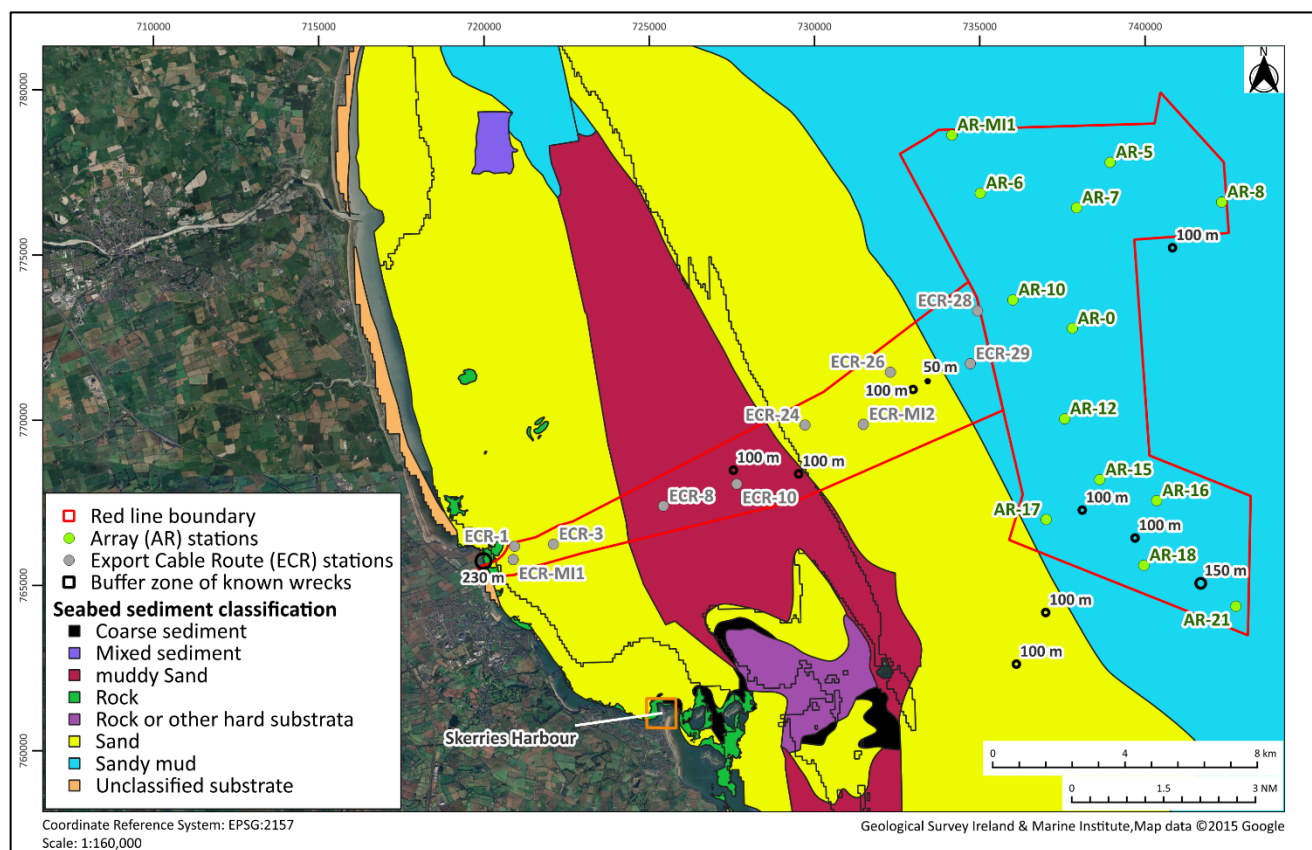 710000 715000 720000 725000 730000 735000 740000
780000
775000
770000
765000
760000
N
AR-MI1
AR-5
AR-6
AR-7
AR-8
100 m
AR-10
ECR-28
AR-0
ECR-26
50 m
ECR-29
100 m
ECR-24
ECR-MI2
AR-12
100 m
100 m
AR-15
ECR-8
ECR-10
AR-16
100 m
AR-17
ECR-1
ECR-3
100 m
ECR-MI1
AR-18
230 m
150 m
100 m
AR-21
100 m
Skerries Harbour
Red line boundary
Array (AR) stations
Export Cable Route (ECR) stations
Buffer zone of known wrecks
Seabed sediment classification
Coarse sediment
Mixed sediment
muddy Sand
Rock
Rock or other hard substrata
Sand
Sandy mud
Unclassified substrate
0 4 8 km
0 1.5 3 NM
Coordinate Reference System: EPSG:2157
Scale: 1:160,000
Geological Survey Ireland & Marine Institute,Map data ©2015 Google